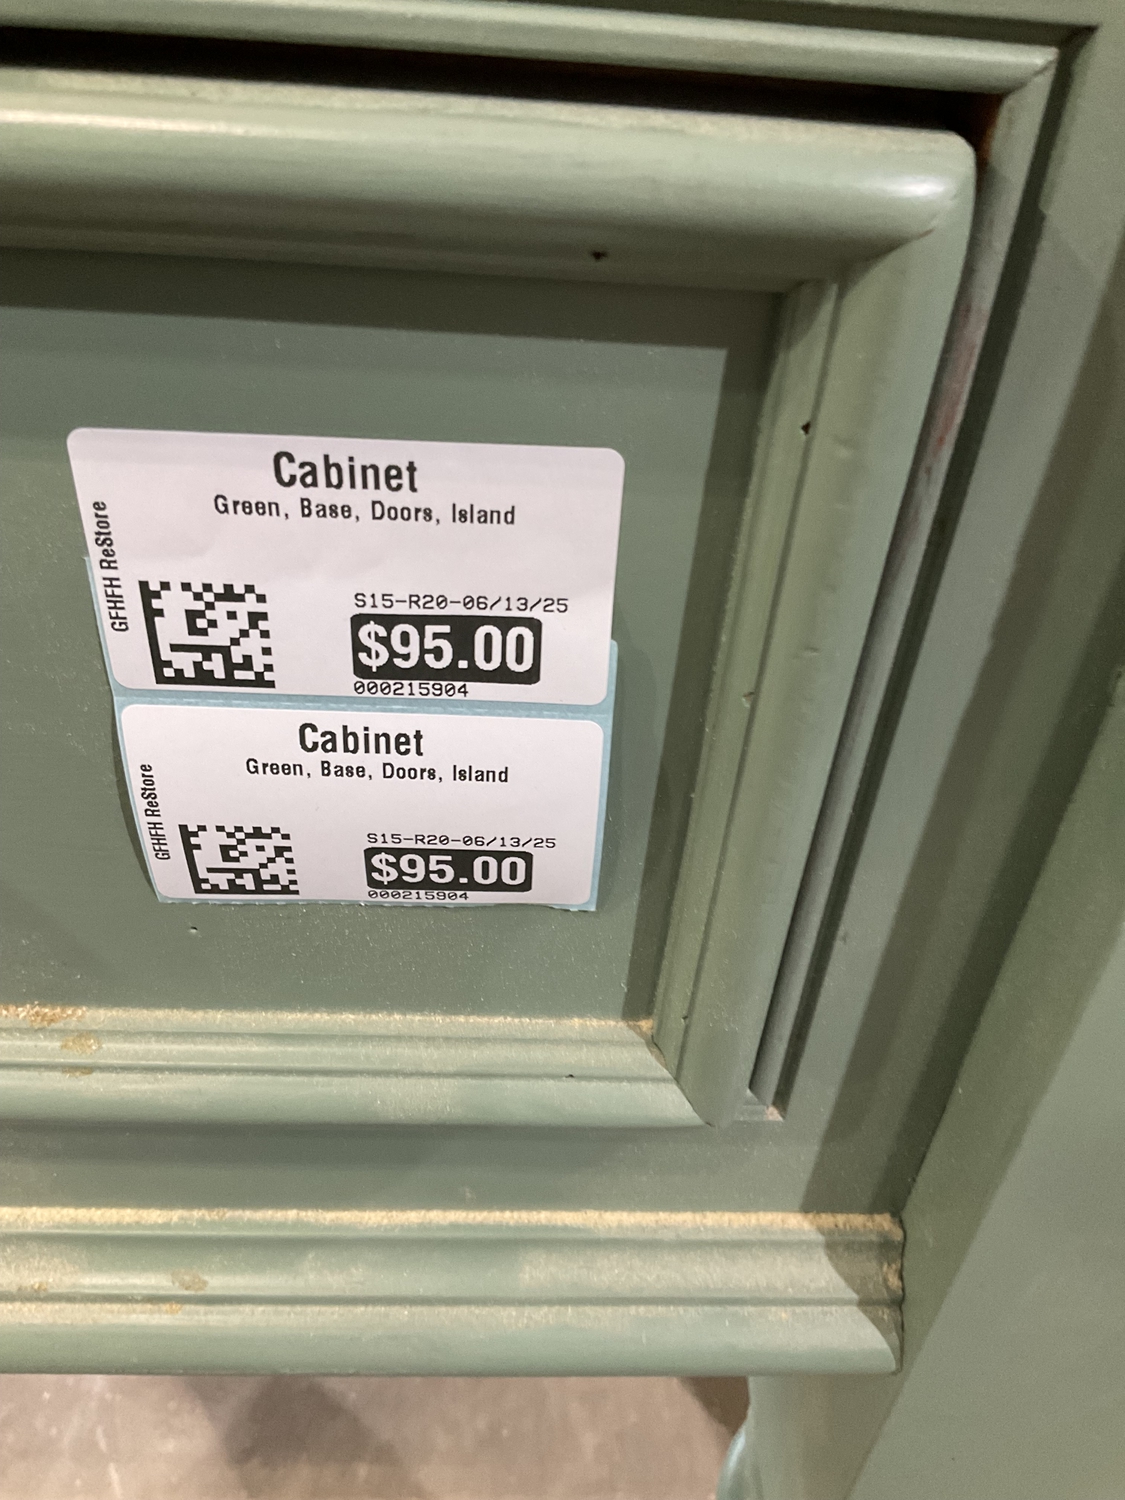 Cabinet
Green, Base, Doors, Island
GFHFH ReStore
S15-R20-06/13/25
$95.00
000215904
Cabinet
Green, Base, Doors, Island
GFHFH ReStore
S15-R20-06/13/25
$95.00
000215904